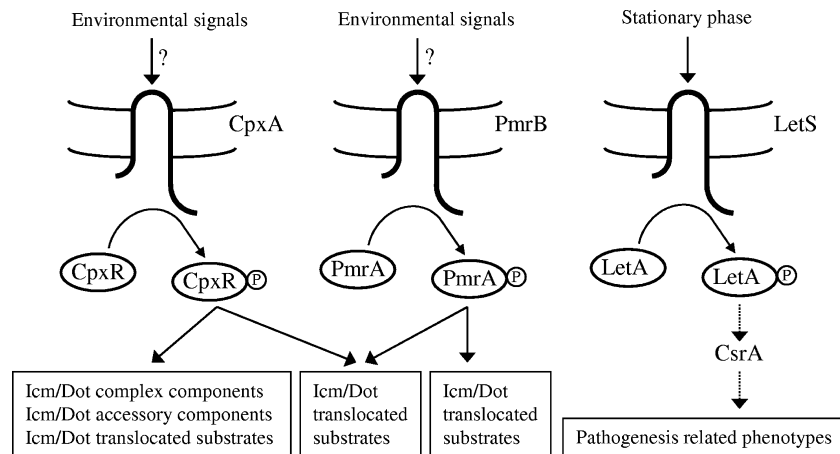 Environmental signals
Environmental signals
Stationary phase
?
?
CpxA
PmrB
LetS
CpxR
CpxR
P
PmrA
PmrA
P
LetA
LetA
P
CsrA
Icm/Dot complex components
Icm/Dot accessory components
Icm/Dot translocated substrates
Icm/Dot
translocated
substrates
Icm/Dot
translocated
substrates
Pathogenesis related phenotypes